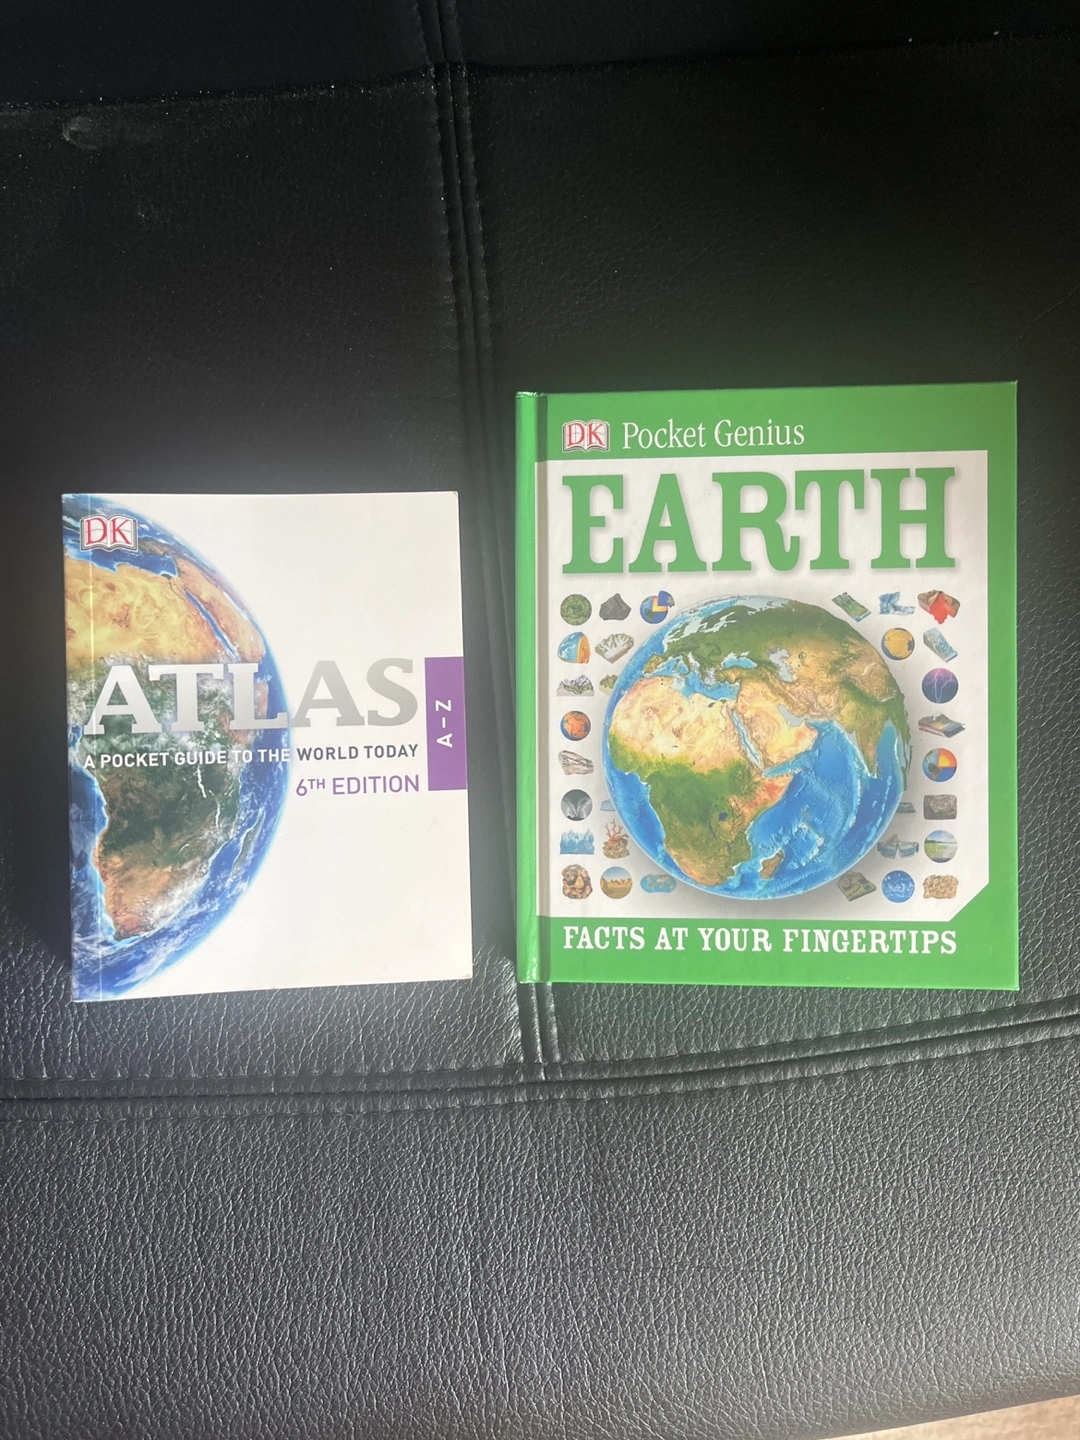 DK
ATLAS
A POCKET GUIDE TO THE WORLD TODAY
6TH EDITION
A–Z
DK Pocket Genius
EARTH
FACTS AT YOUR FINGERTIPS